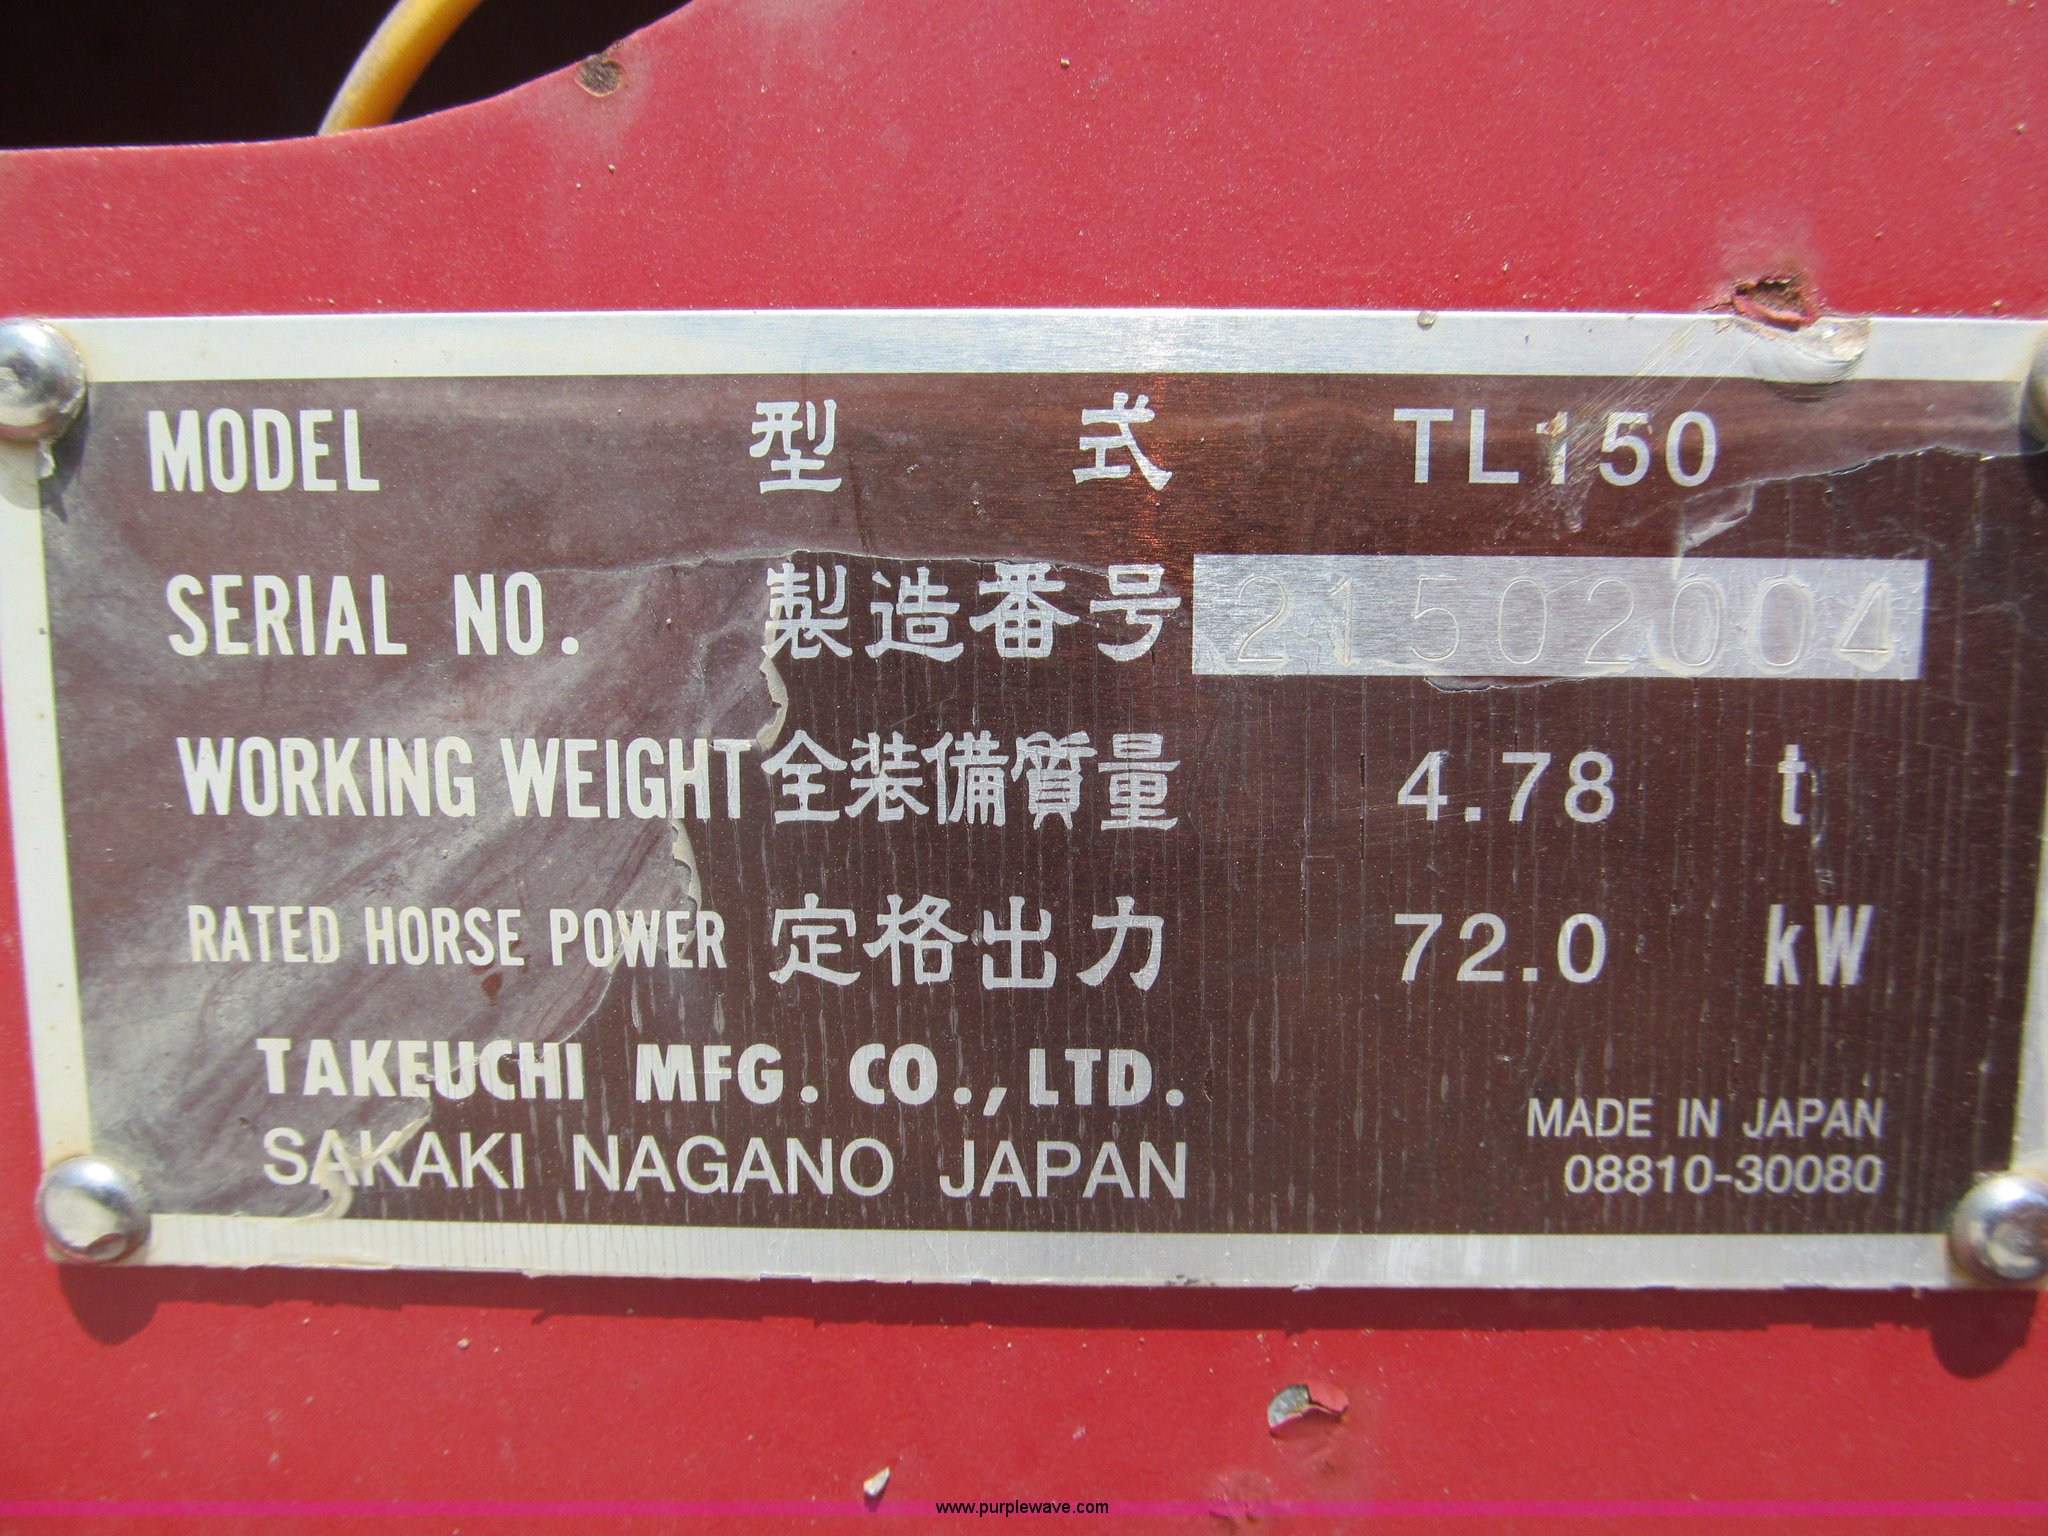 MODEL 型式 TL150
SERIAL NO. 製造番号 21502004
WORKING WEIGHT 全装備質量 4.78 t
RATED HORSE POWER 定格出力 72.0 kW
TAKEUCHI MFG. CO., LTD.
SAKAKI NAGANO JAPAN
MADE IN JAPAN
08810-30080
www.purplewave.com